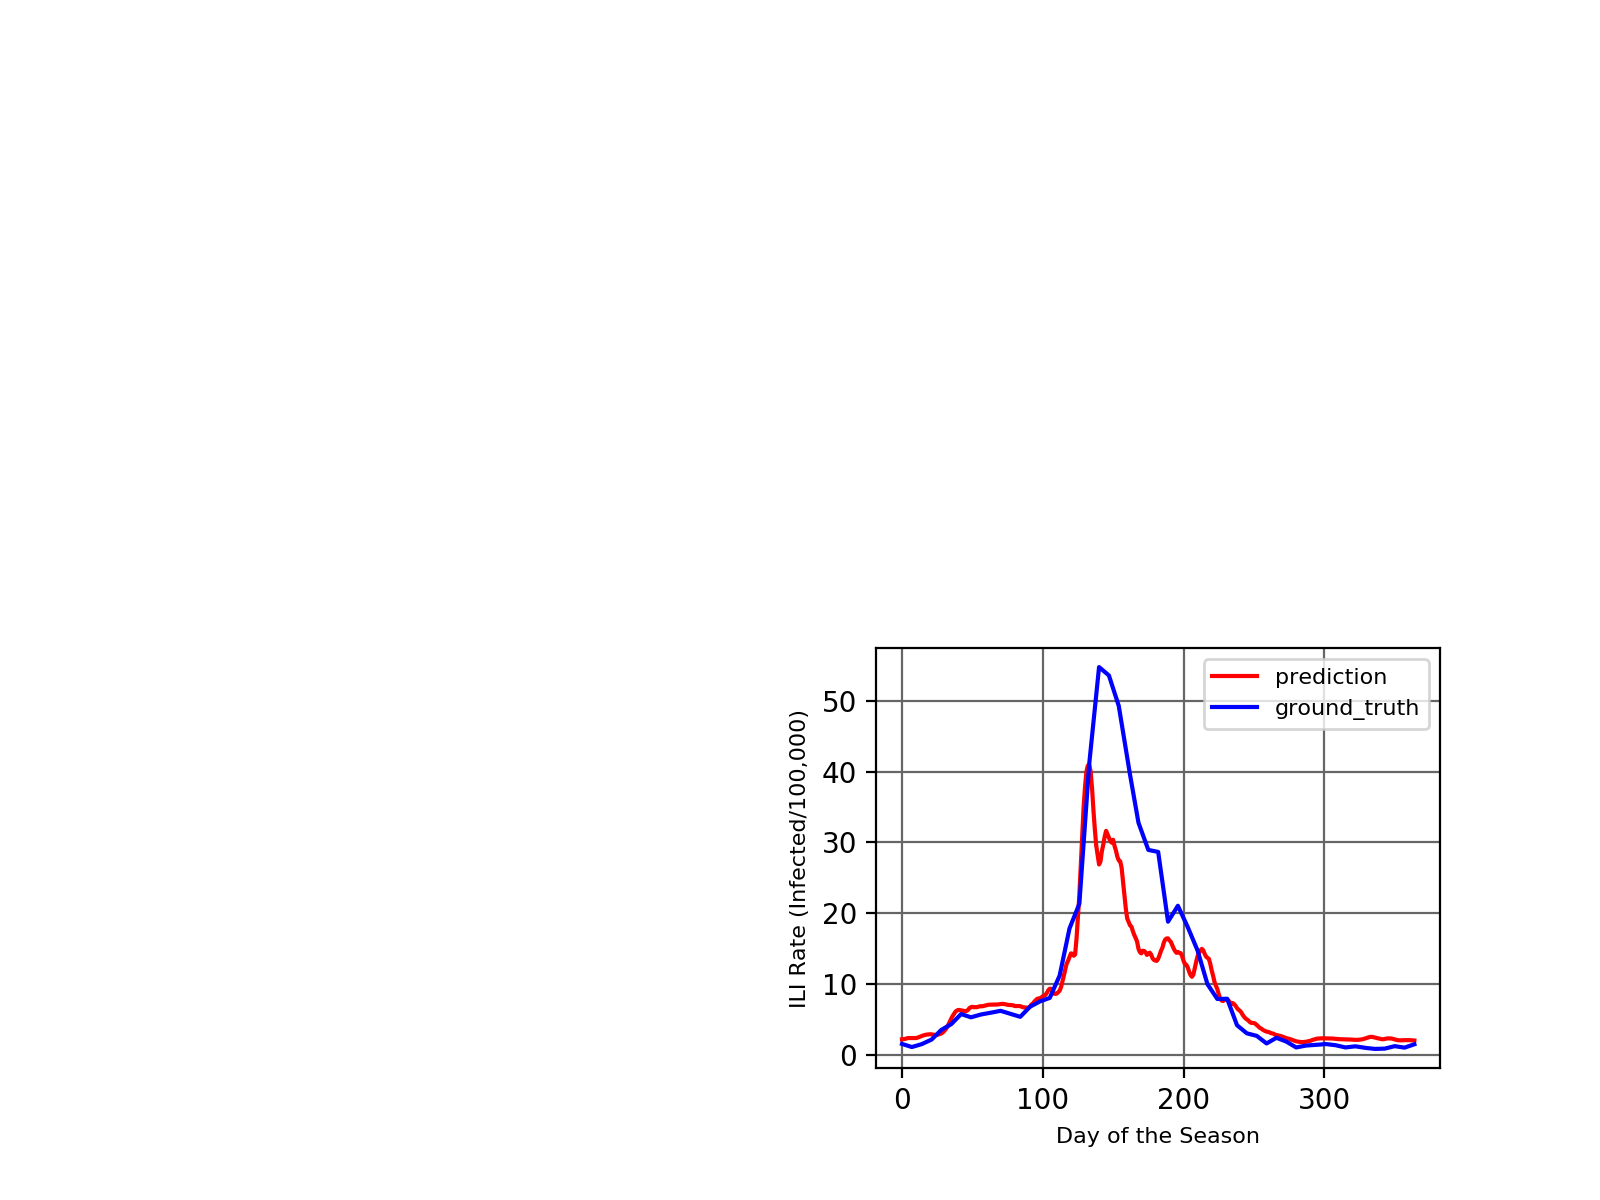 prediction
ground_truth
ILI Rate (Infected/100,000)
50
40
30
20
10
0
0 100 200 300
Day of the Season